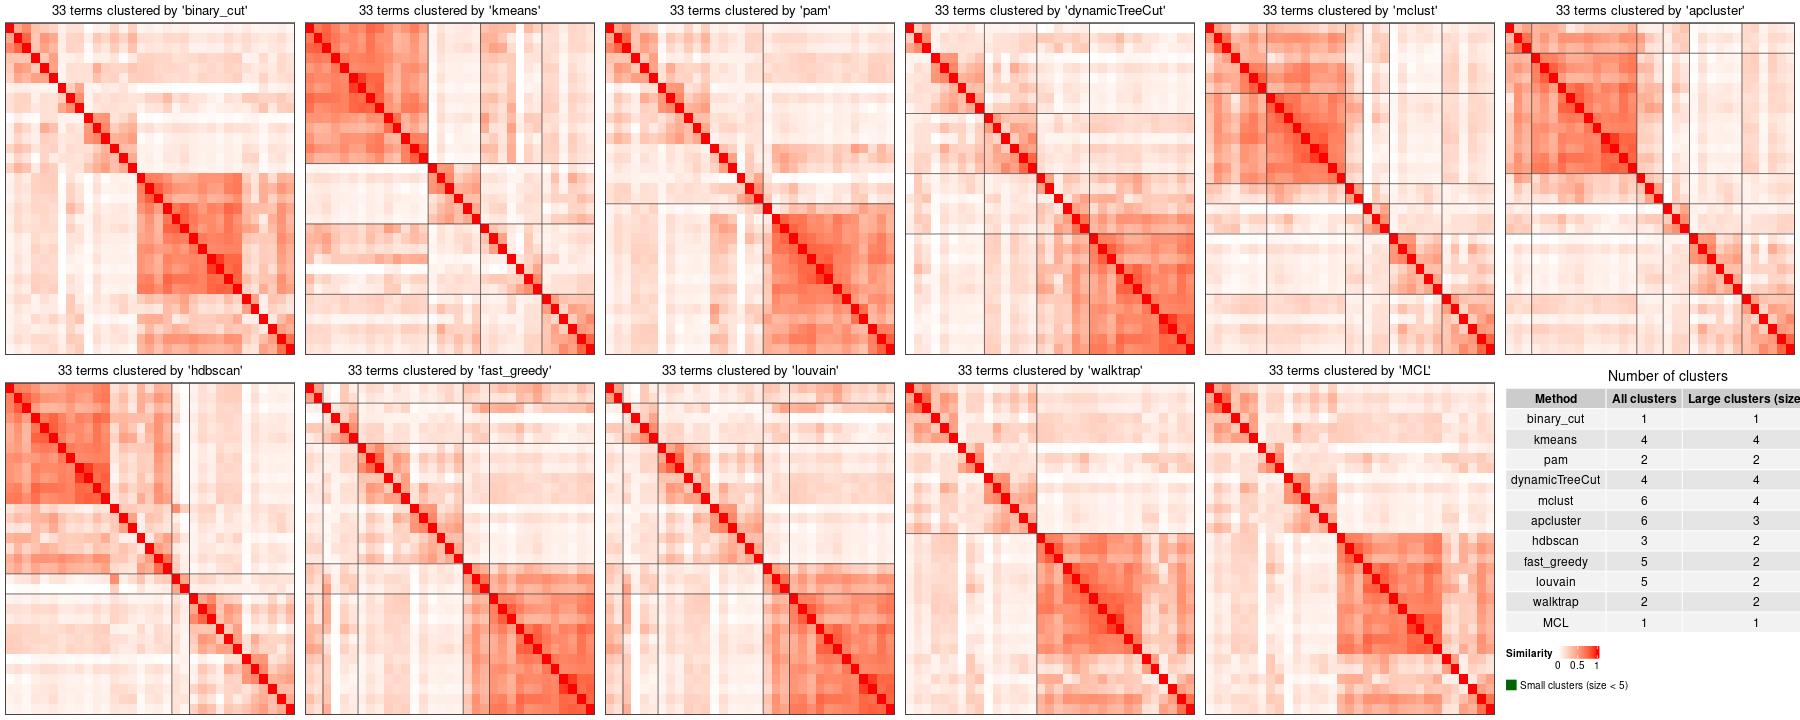 33 terms clustered by 'binary_cut'
33 terms clustered by 'kmeans'
33 terms clustered by 'pam'
33 terms clustered by 'dynamicTreeCut'
33 terms clustered by 'mclust'
33 terms clustered by 'apcluster'
33 terms clustered by 'hdbscan'
33 terms clustered by 'fast_greedy'
33 terms clustered by 'louvain'
33 terms clustered by 'walktrap'
33 terms clustered by 'MCL'
Number of clusters
Method All clusters Large clusters (size
binary_cut 1 1
kmeans 4 4
pam 2 2
dynamicTreeCut 4 4
mclust 6 4
apcluster 6 3
hdbscan 3 2
fast_greedy 5 2
louvain 5 2
walktrap 2 2
MCL 1 1
Similarity
0 0.5 1
Small clusters (size < 5)